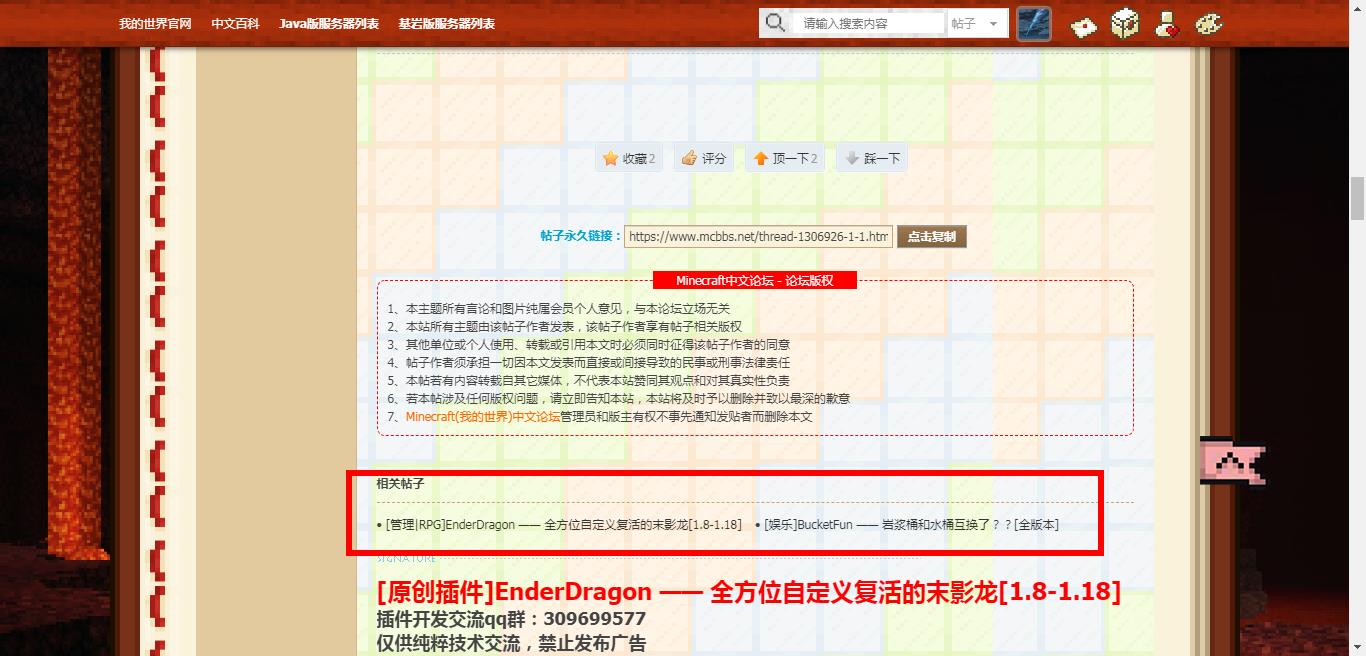 我的世界官网 中文百科 Java版服务器列表 基岩版服务器列表 请输入搜索内容 帖子
收藏 2 评分 顶一下 2 踩一下
帖子永久链接： https://www.mcbbs.net/thread-1306926-1-1.htm 点击复制
Minecraft中文论坛 - 论坛版权
1、本主题所有言论和图片纯属会员个人意见，与本论坛立场无关
2、本站所有主题由该帖子作者发表，该帖子作者享有帖子相关版权
3、其他单位或个人使用、转载或引用本文时必须同时征得该帖子作者的同意
4、帖子作者须承担一切因本文发表而直接或间接导致的民事或刑事法律责任
5、本帖若有内容转载自其它媒体，不代表本站赞同其观点和对其真实性负责
6、若本帖涉及任何版权问题，请立即告知本站，本站将及时予以删除并致以最深的歉意
7、Minecraft(我的世界)中文论坛管理员和版主有权不事先通知发贴者而删除本文
相关帖子
• [管理|RPG]EnderDragon —— 全方位自定义复活的末影龙[1.8-1.18] • [娱乐]BucketFun —— 岩浆桶和水桶互换了？？[全版本]
SIGNATURE
[原创插件]EnderDragon —— 全方位自定义复活的末影龙[1.8-1.18]
插件开发交流qq群：309699577
仅供纯粹技术交流，禁止发布广告